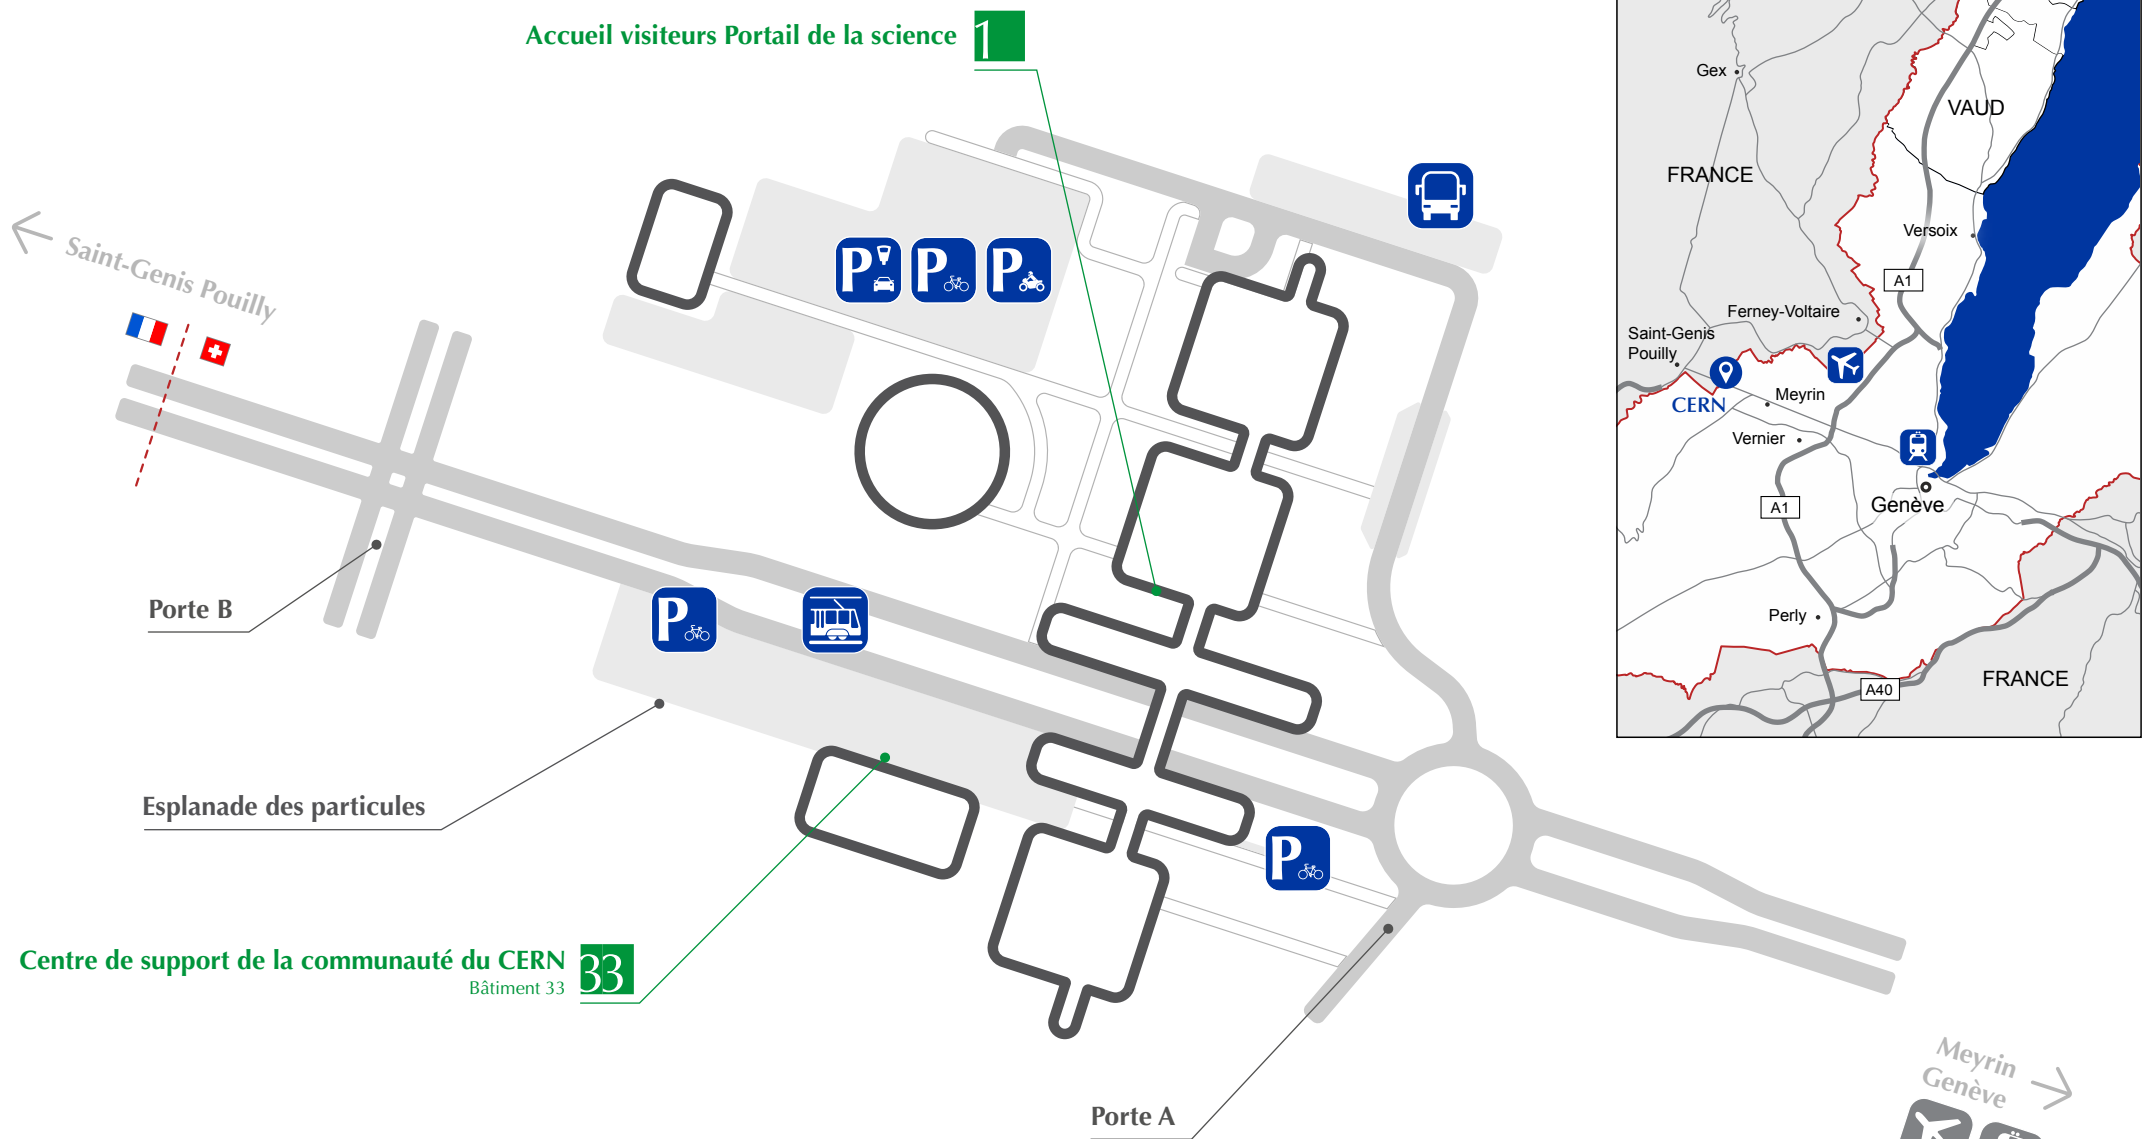 Accueil visiteurs Portail de la science 1
Saint-Genis Pouilly
P
P
P
P
Porte B
Esplanade des particules
Centre de support de la communauté du CERN 33
Bâtiment 33
P
Porte A
Meyrin
Genève
Gex
VAUD
FRANCE
Versoix
A1
Ferney-Voltaire
Saint-Genis
Pouilly
CERN
Meyrin
Vernier
Genève
A1
Perly
A40
FRANCE